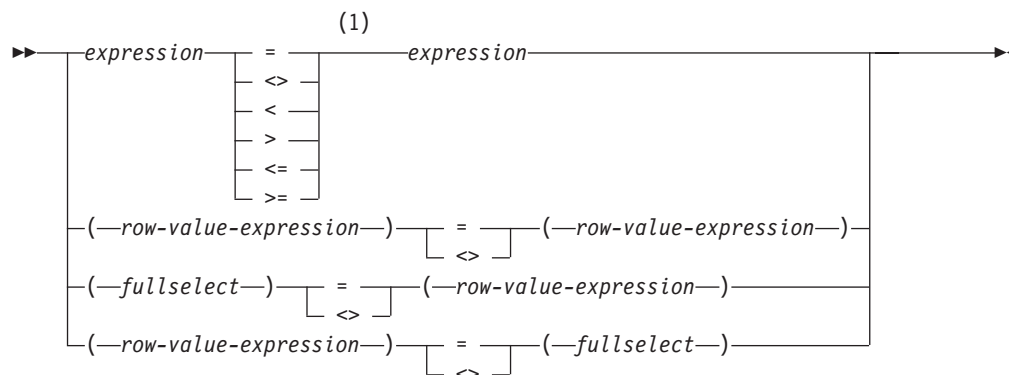 (1)
expression = expression
<>
<
>
<=
>=
( row-value-expression ) = ( row-value-expression )
<>
( fullselect ) = ( row-value-expression )
<>
( row-value-expression ) = ( fullselect )
<>